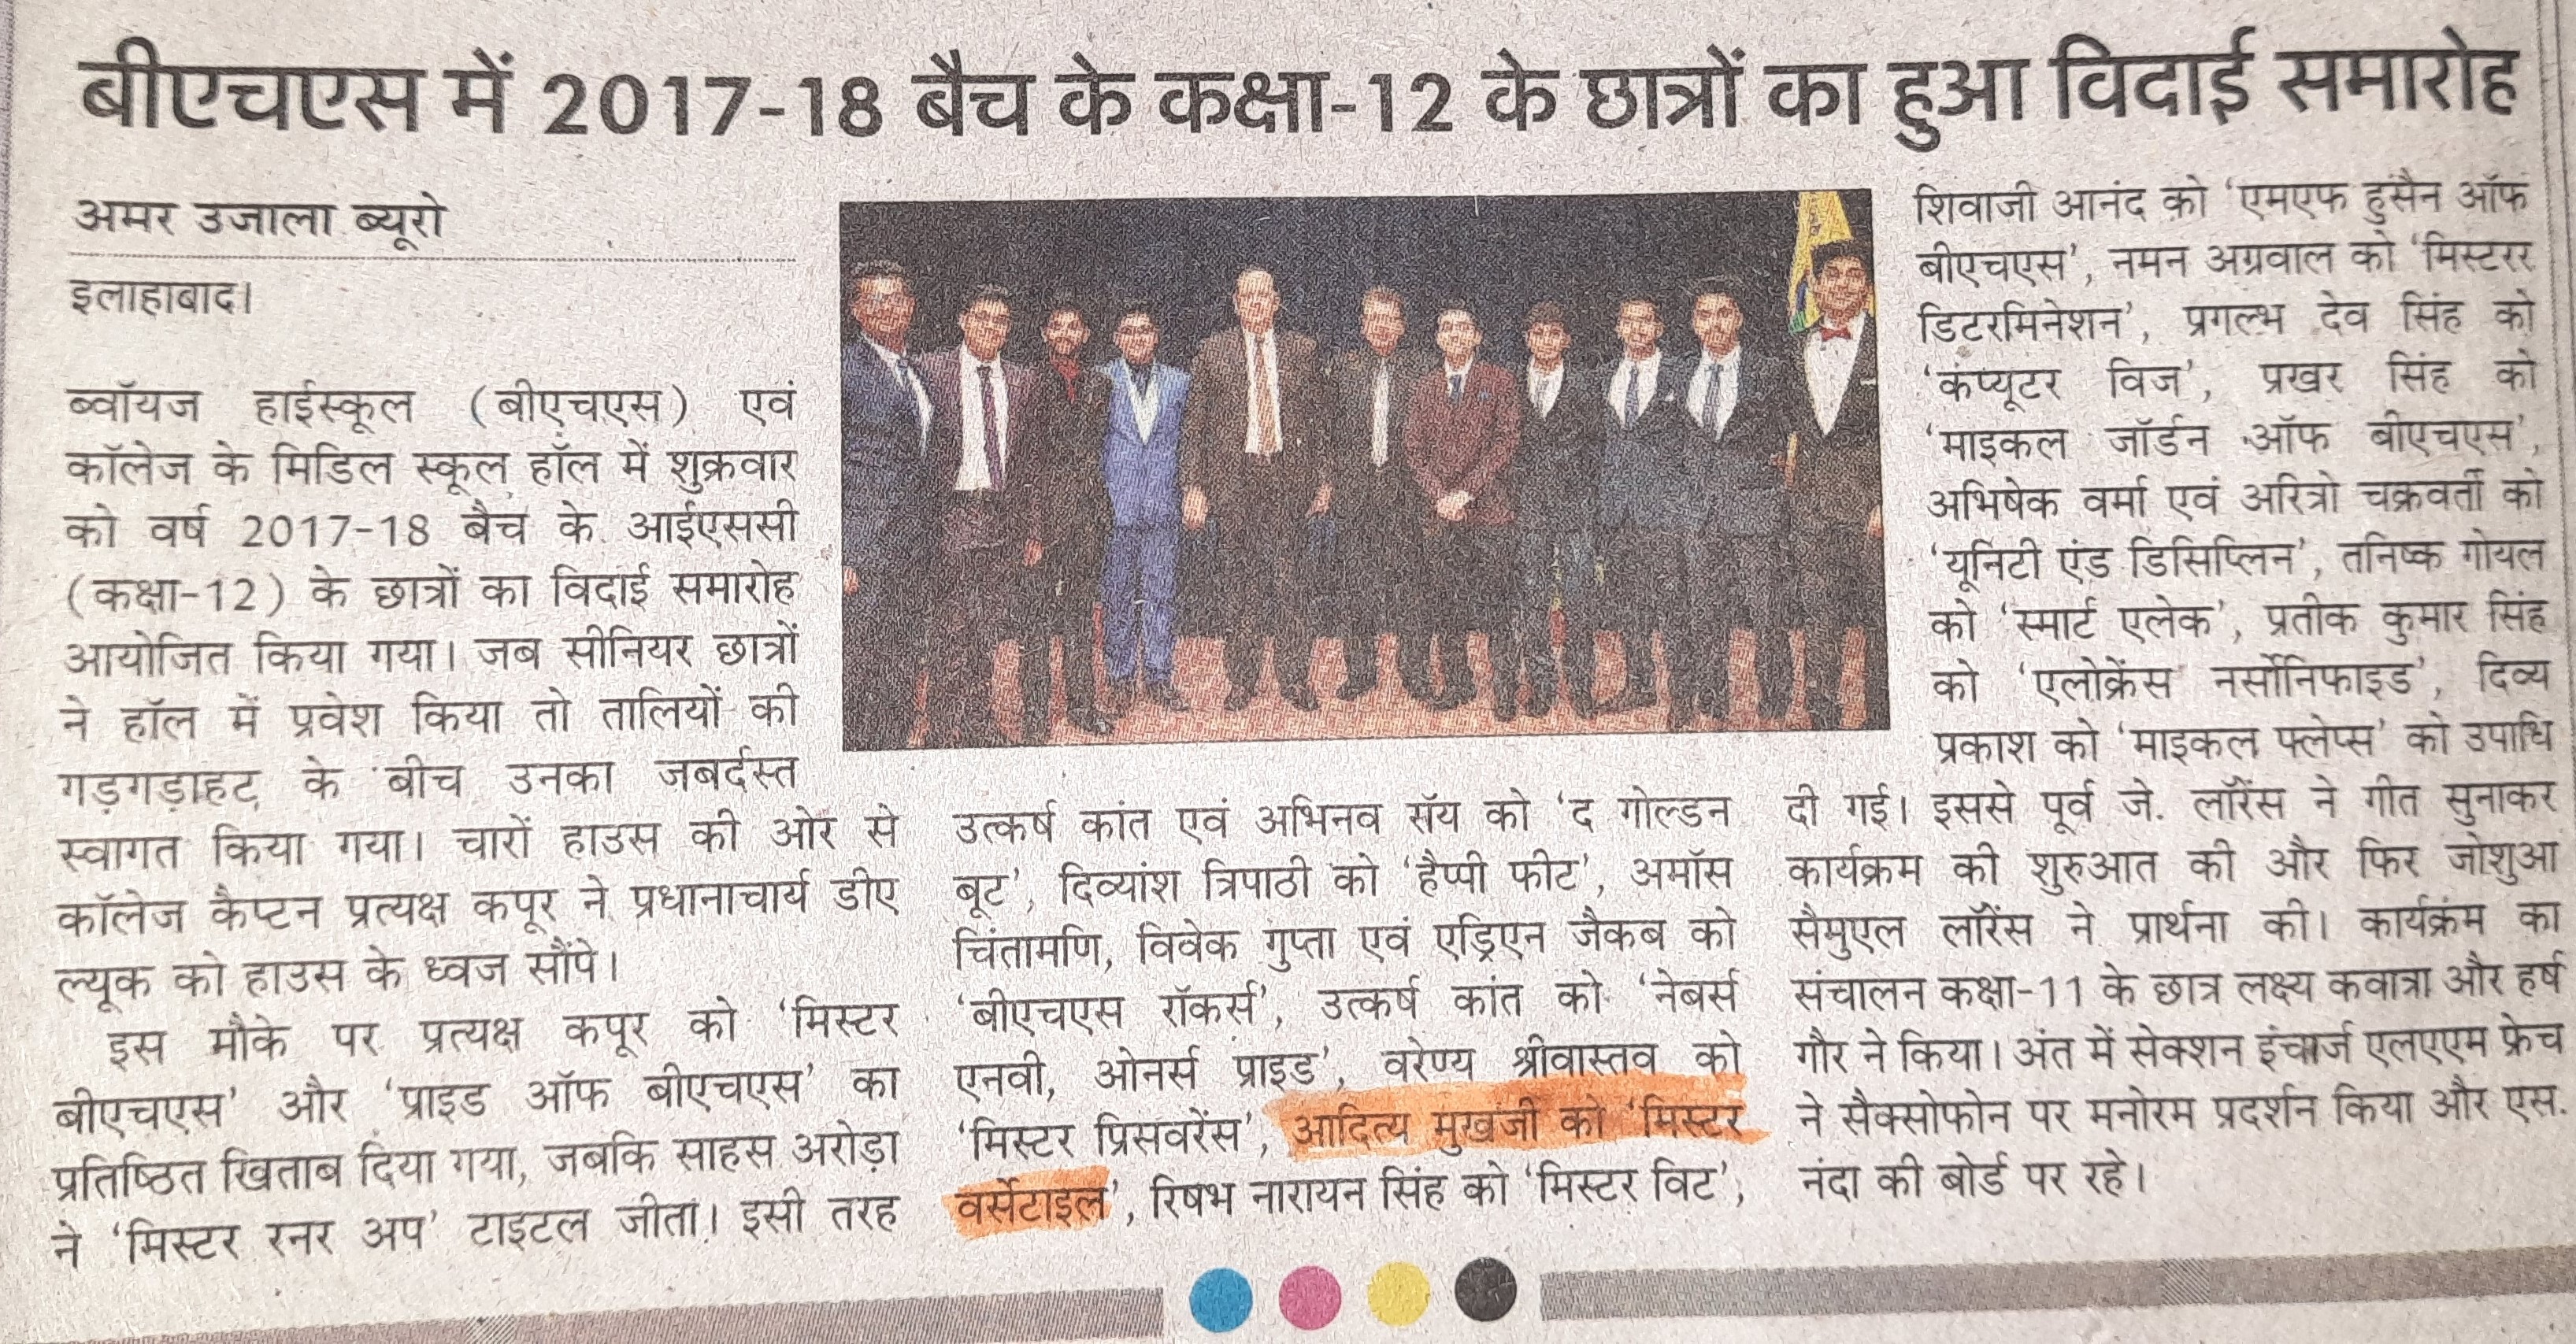 बीएचएस में 2017-18 बैच के कक्षा-12 के छात्रों का हुआ विदाई समारोह
अमर उजाला ब्यूरो
इलाहाबाद।
ब्वॉयज हाईस्कूल (बीएचएस) एवं
कॉलेज के मिडिल स्कूल हॉल में शुक्रवार
को वर्ष 2017-18 बैच के आईएससी
(कक्षा-12) के छात्रों का विदाई समारोह
आयोजित किया गया। जब सीनियर छात्रों
ने हॉल में प्रवेश किया तो तालियों की
गड़गड़ाहट के बीच उनका जबर्दस्त
स्वागत किया गया। चारों हाउस की ओर से
कॉलेज कैप्टन प्रत्यक्ष कपूर ने प्रधानाचार्य डीए
ल्यूक को हाउस के ध्वज सौंपे।
इस मौके पर प्रत्यक्ष कपूर को 'मिस्टर
बीएचएस' और 'प्राइड ऑफ बीएचएस' का
प्रतिष्ठित खिताब दिया गया, जबकि साहस अरोड़ा
ने 'मिस्टर रनर अप' टाइटल जीता। इसी तरह
उत्कर्ष कांत एवं अभिनव सॅय को 'द गोल्डन
बूट', दिव्यांश त्रिपाठी को 'हैप्पी फीट', अमॉस
चिंतामणि, विवेक गुप्ता एवं एड्रिएन जैकब को
'बीएचएस रॉकर्स', उत्कर्ष कांत को 'नेबर्स
एनवी, ओनर्स प्राइड', वरेण्य श्रीवास्तव को
'मिस्टर प्रिसवरेंस', आदित्य मुखर्जी को 'मिस्टर
वर्सेटाइल', रिषभ नारायन सिंह को 'मिस्टर विट',
शिवाजी आनंद को 'एमएफ हुसैन ऑफ
बीएचएस', नमन अग्रवाल को 'मिस्टरर
डिटरमिनेशन', प्रगल्भ देव सिंह को
'कंप्यूटर विज', प्रखर सिंह को
'माइकल जॉर्डन ऑफ बीएचएस',
अभिषेक वर्मा एवं अरित्रो चक्रवर्ती को
'यूनिटी एंड डिसिप्लिन', तनिष्क गोयल
को 'स्मार्ट एलेक', प्रतीक कुमार सिंह
को 'एलोक्रेंस नर्सोनिफाइड', दिव्य
प्रकाश को 'माइकल फ्लेप्स' को उपाधि
दी गई। इससे पूर्व जे. लॉरेंस ने गीत सुनाकर
कार्यक्रम की शुरुआत की और फिर जोशुआ
सैमुएल लॉरेंस ने प्रार्थना की। कार्यक्रंम का
संचालन कक्षा-11 के छात्र लक्ष्य कवात्रा और हर्ष
गौर ने किया। अंत में सेक्शन इंचार्ज एलएएम फ्रेच
ने सैक्सोफोन पर मनोरम प्रदर्शन किया और एस.
नंदा की बोर्ड पर रहे।